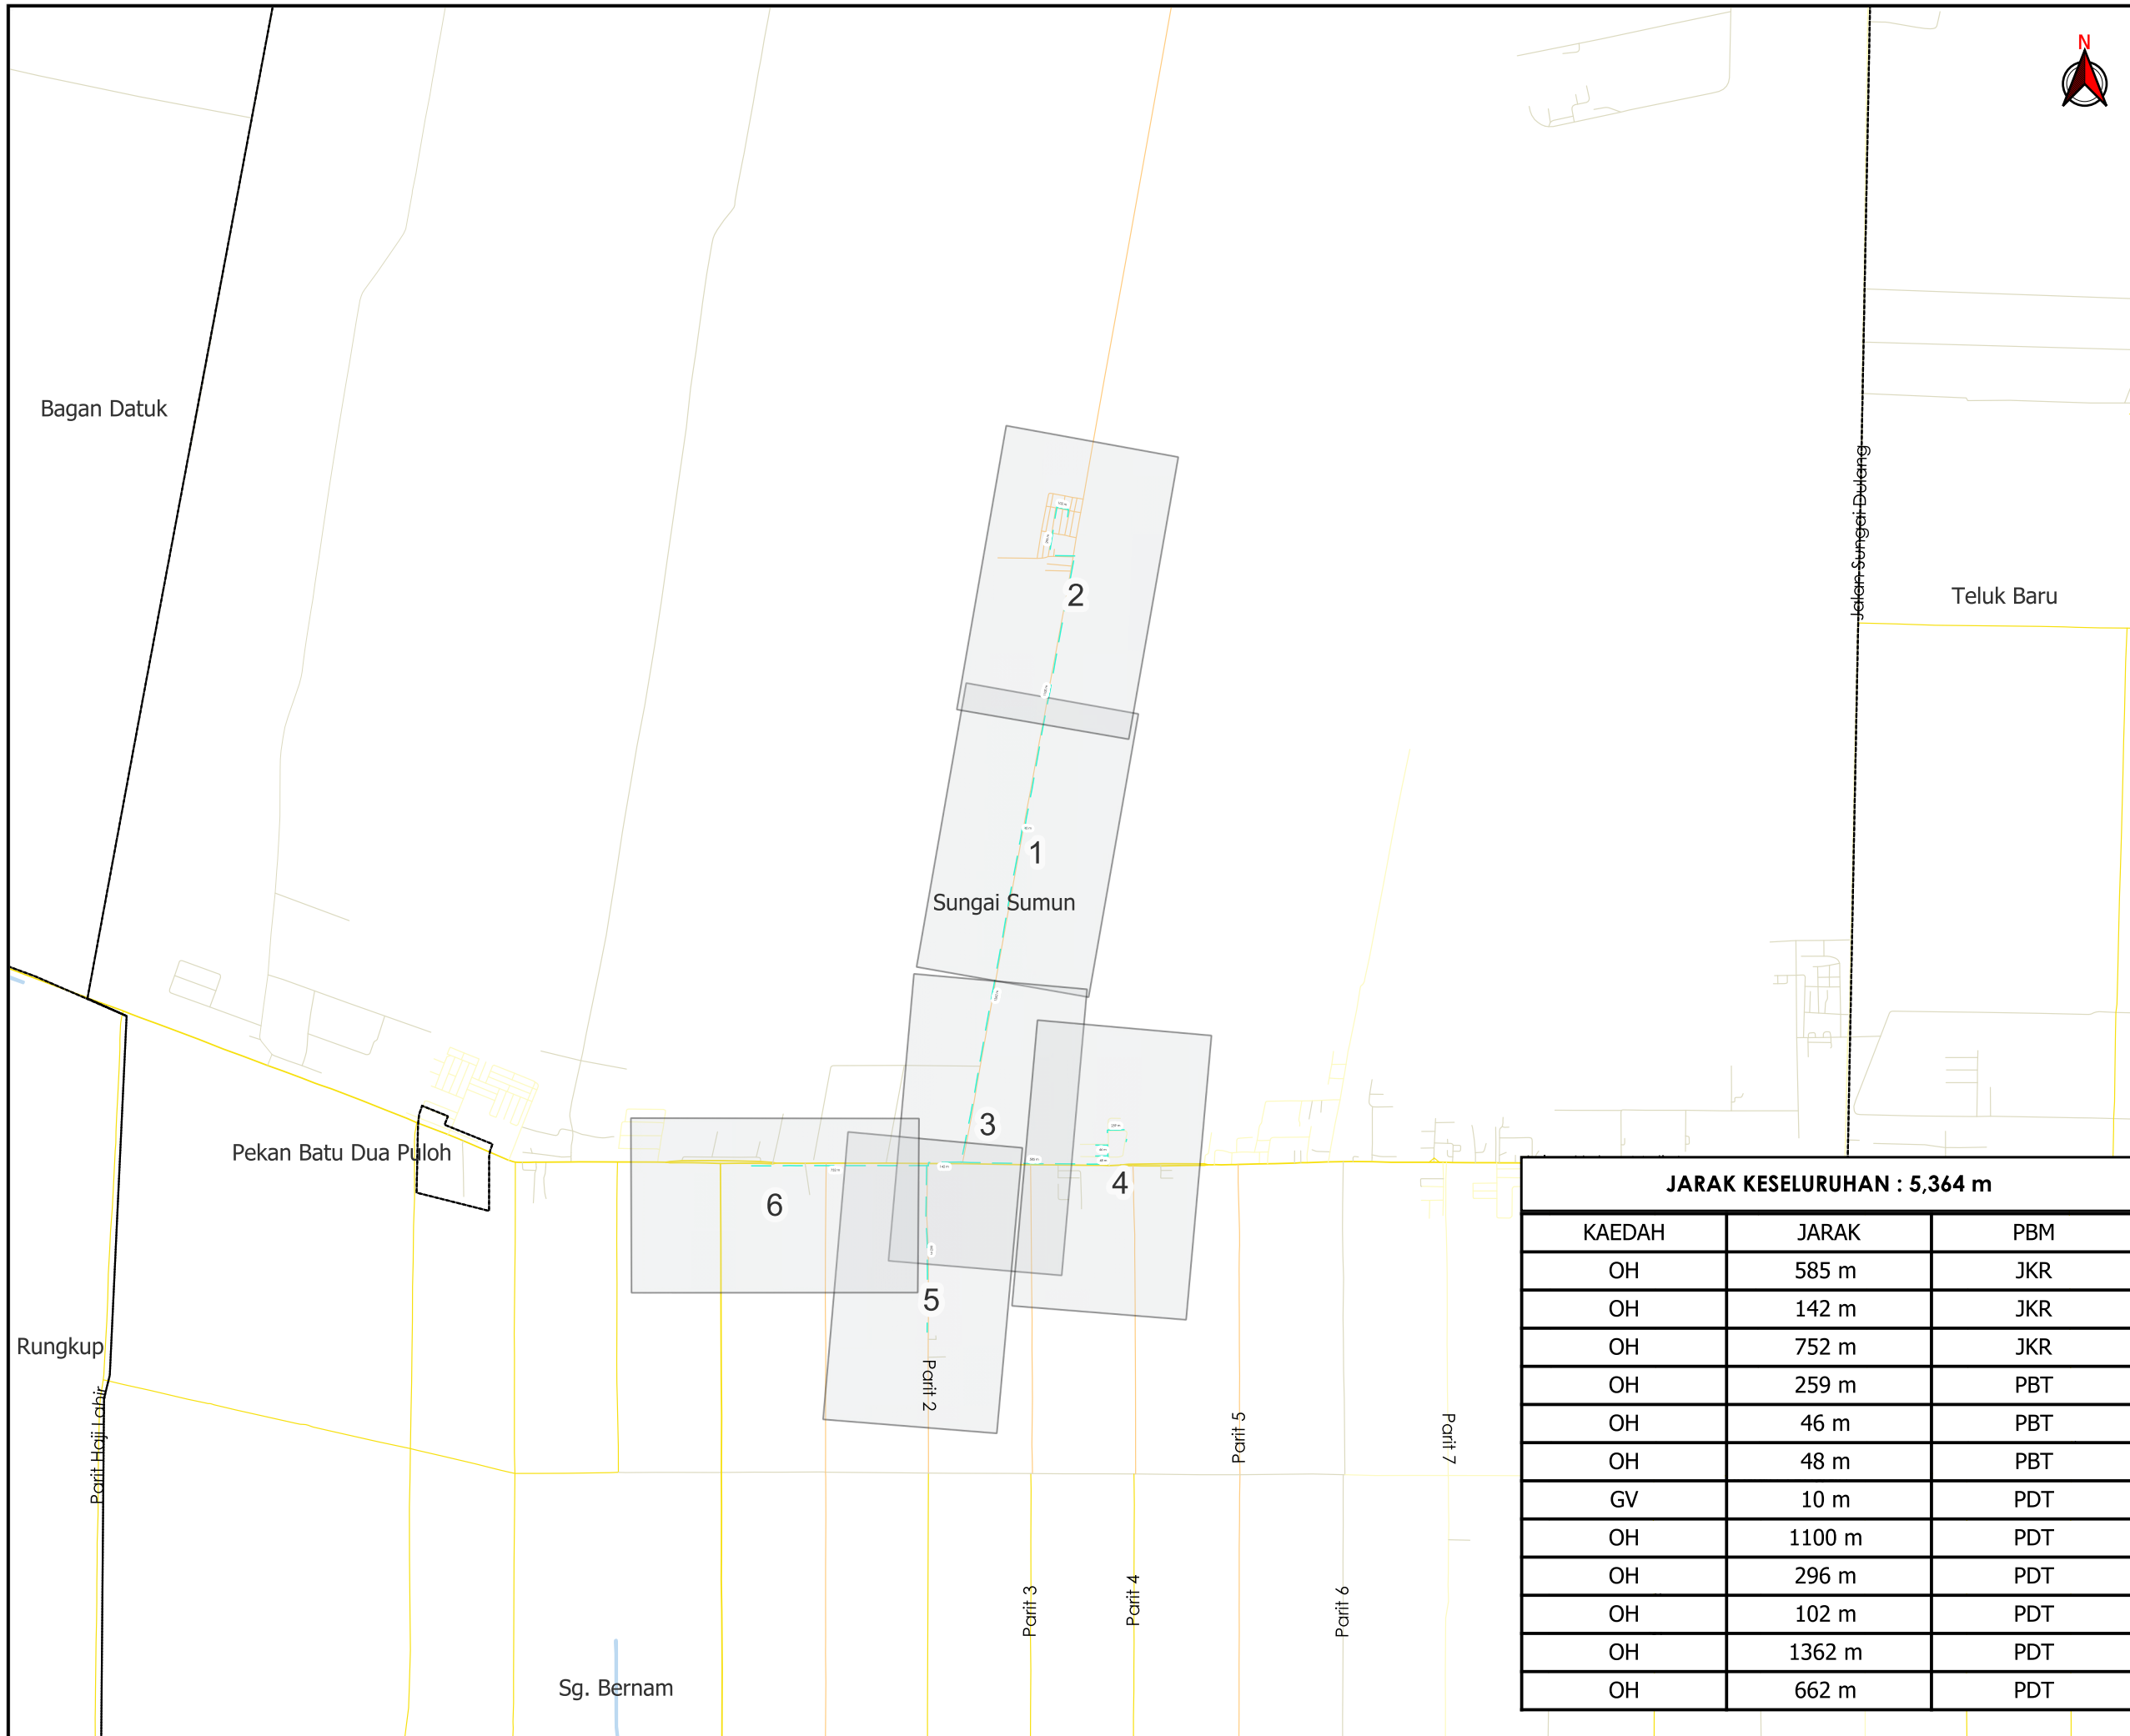 N
Bagan Datuk
Jalan Sungai Dulang
2
Teluk Baru
1
Sungai Sumun
3
Pekan Batu Dua Puloh
4
6
5
Rungkup
Parit 2
Parit Haji Lahir
Parit 5
Parit 7
Parit 3
Parit 4
Parit 6
Sg. Bernam
JARAK KESELURUHAN : 5,364 m
KAEDAH JARAK PBM
OH 585 m JKR
OH 142 m JKR
OH 752 m JKR
OH 259 m PBT
OH 46 m PBT
OH 48 m PBT
GV 10 m PDT
OH 1100 m PDT
OH 296 m PDT
OH 102 m PDT
OH 1362 m PDT
OH 662 m PDT